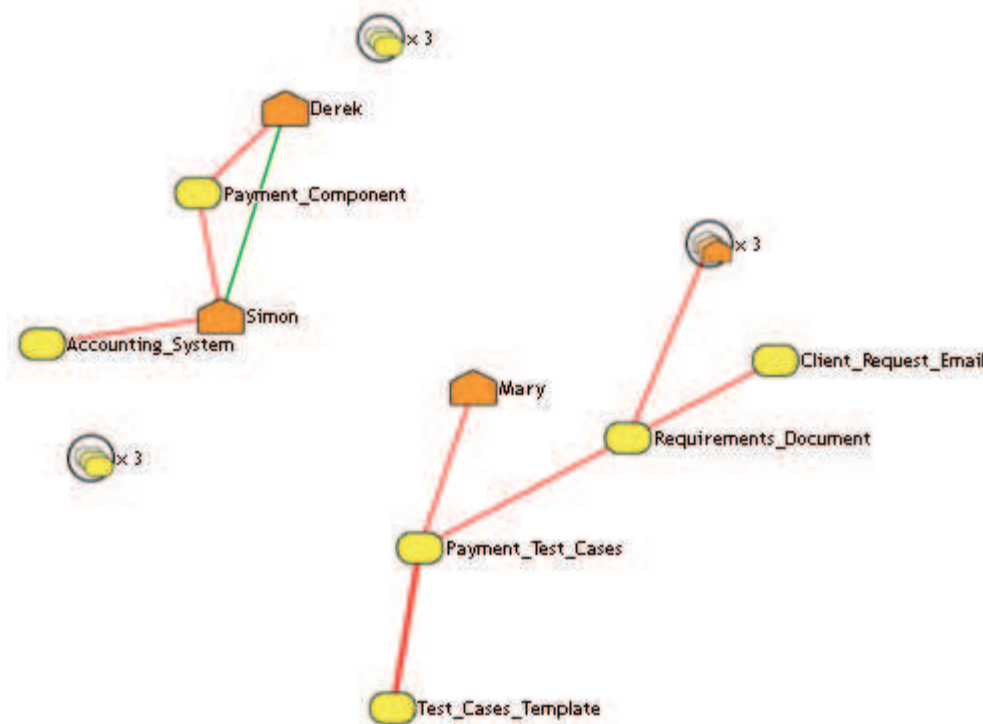 x 3
Derek
Payment_Component
x 3
Simon
Accounting_System
Client_Request_Email
Mary
Requirements_Document
x 3
Payment_Test_Cases
Test_Cases_Template